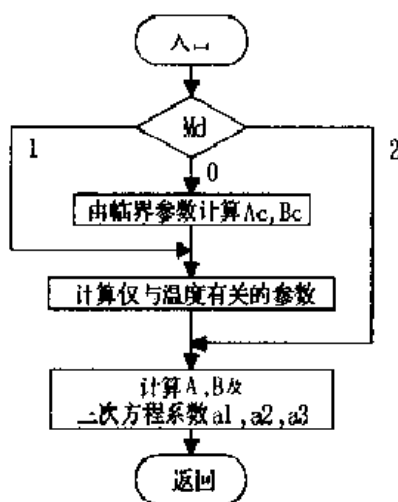 入口
Md
1
2
0
由临界参数计算Ac,Bc
计算仅与温度有关的参数
计算A,B及
三次方程系数a1,a2,a3
返回